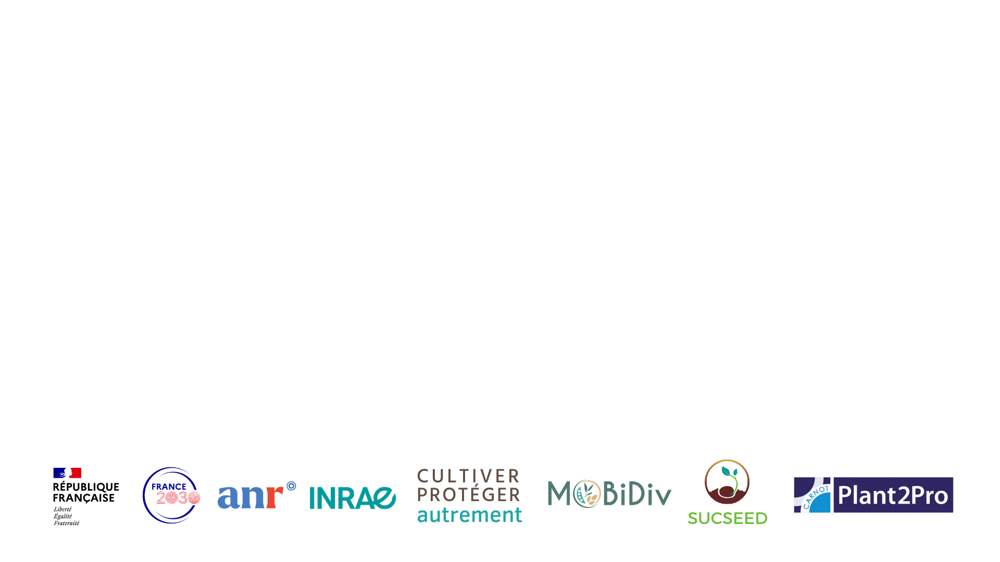 RÉPUBLIQUE
FRANÇAISE
Liberté
Égalité
Fraternité
FRANCE
2030
anr
INRAE
CULTIVER
PROTÉGER
autrement
MOBiDiv
SUCSEED
CARNOT
Plant2Pro